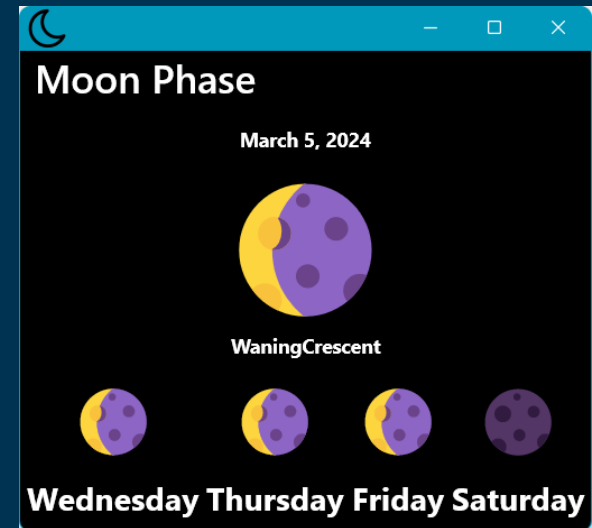 Moon Phase
March 5, 2024
WaningCrescent
Wednesday Thursday Friday Saturday